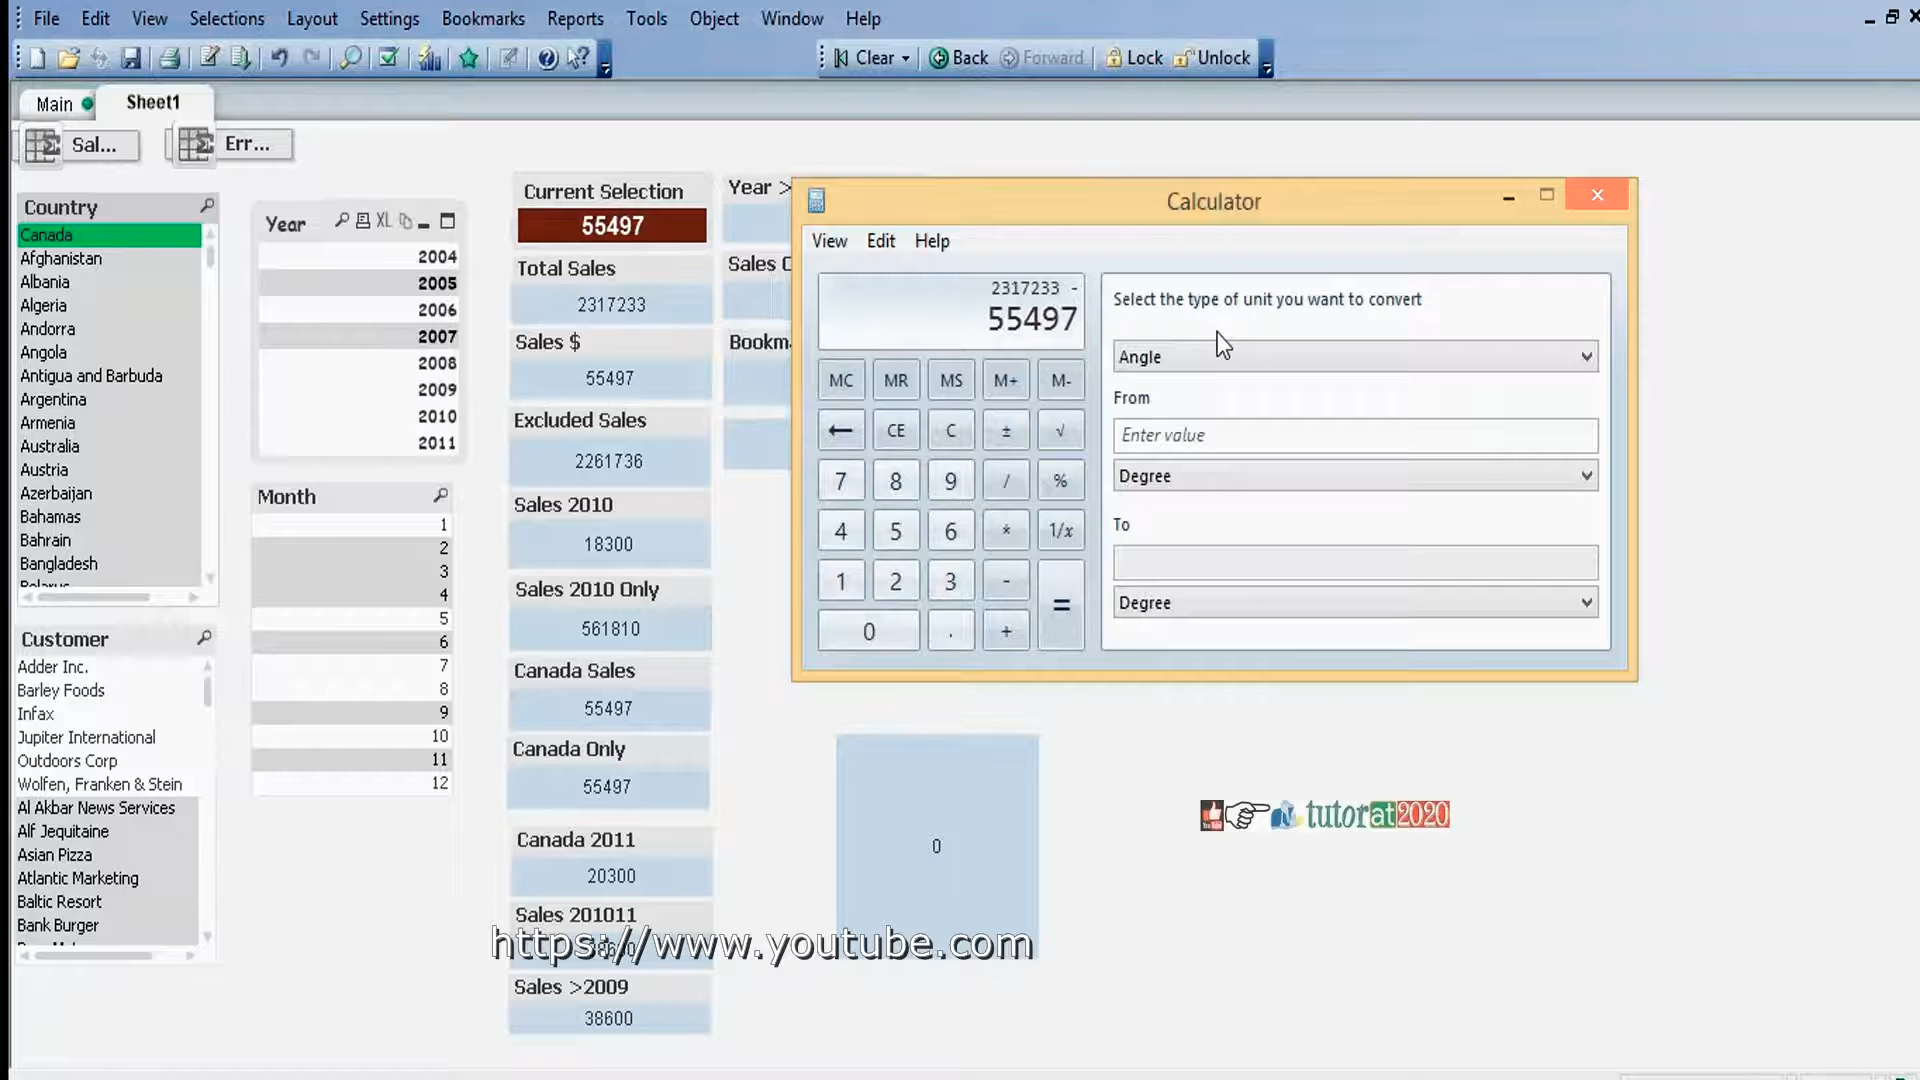 File Edit View Selections Layout Settings Bookmarks Reports Tools Object Window Help
Clear Back Forward Lock Unlock
Main Sheet1
Sal... Err...
Country
Canada
Afghanistan
Albania
Algeria
Andorra
Angola
Antigua and Barbuda
Argentina
Armenia
Australia
Austria
Azerbaijan
Bahamas
Bahrain
Bangladesh
Belarus
Customer
Adder Inc.
Barley Foods
Infax
Jupiter International
Outdoors Corp
Wolfen, Franken & Stein
Al Akbar News Services
Alf Jequitaine
Asian Pizza
Atlantic Marketing
Baltic Resort
Bank Burger
Year XL
2004
2005
2006
2007
2008
2009
2010
2011
Month
1
2
3
4
5
6
7
8
9
10
11
12
Current Selection
55497
Total Sales
2317233
Sales $
55497
Excluded Sales
2261736
Sales 2010
18300
Sales 2010 Only
561810
Canada Sales
55497
Canada Only
55497
Canada 2011
20300
Sales 201011
Sales >2009
38600
Year >
Sales
Calculator
View Edit Help
2317233 -
55497
MC MR MS M+ M-
← CE C ± √
7 8 9 / %
4 5 6 * 1/x
1 2 3 - =
0 . +
Select the type of unit you want to convert
Angle
From
Enter value
Degree
To
Degree
0
tutorat2020
https://www.youtube.com